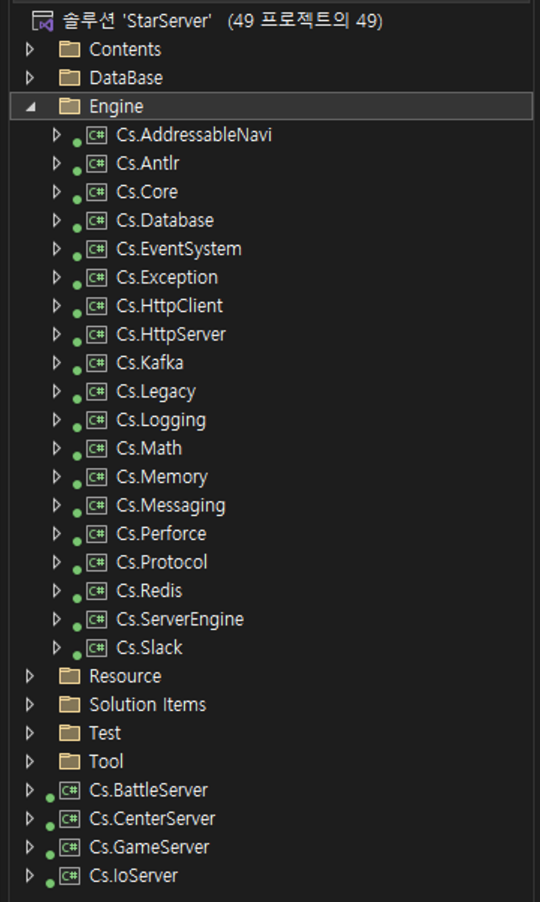 솔루션 'StarServer' (49 프로젝트의 49)
Contents
DataBase
Engine
C# Cs.AddressableNavi
C# Cs.Antlr
C# Cs.Core
C# Cs.Database
C# Cs.EventSystem
C# Cs.Exception
C# Cs.HttpClient
C# Cs.HttpServer
C# Cs.Kafka
C# Cs.Legacy
C# Cs.Logging
C# Cs.Math
C# Cs.Memory
C# Cs.Messaging
C# Cs.Perforce
C# Cs.Protocol
C# Cs.Redis
C# Cs.ServerEngine
C# Cs.Slack
Resource
Solution Items
Test
Tool
C# Cs.BattleServer
C# Cs.CenterServer
C# Cs.GameServer
C# Cs.IoServer